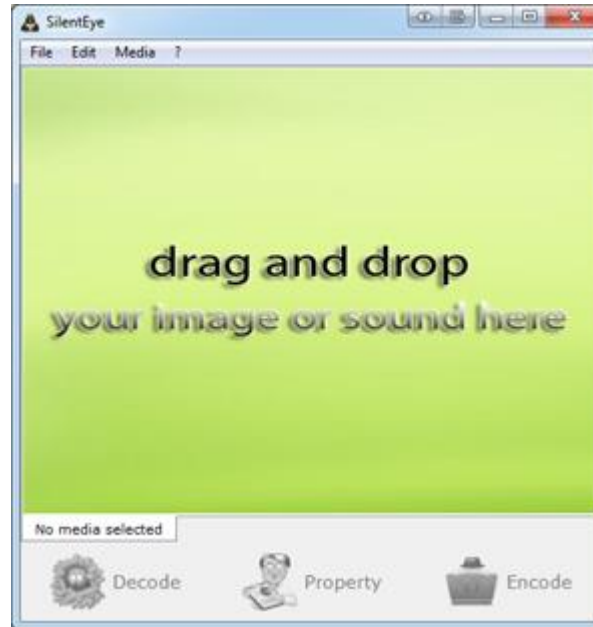 SilentEye
File Edit Media ?
drag and drop
your image or sound here
No media selected
Decode Property Encode